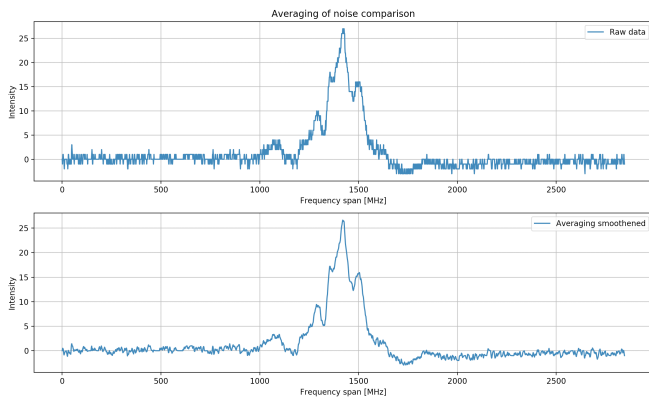 Averaging of noise comparison
Raw data
Intensity
25
20
15
10
5
0
0 500 1000 1500 2000 2500
Frequency span [MHz]
Averaging smoothened
Intensity
25
20
15
10
5
0
0 500 1000 1500 2000 2500
Frequency span [MHz]